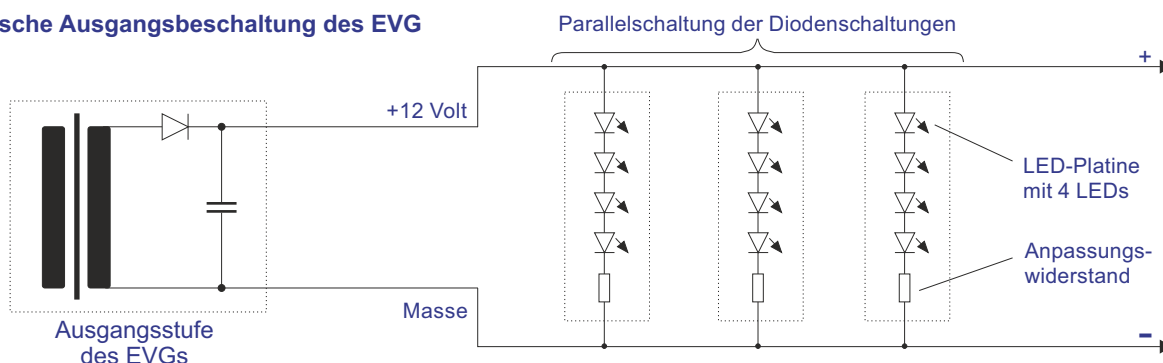 sche Ausgangsbeschaltung des EVG
Parallelschaltung der Diodenschaltungen
+
+12 Volt
LED-Platine
mit 4 LEDs
Anpassungs-
widerstand
Masse
Ausgangsstufe
des EVGs
-